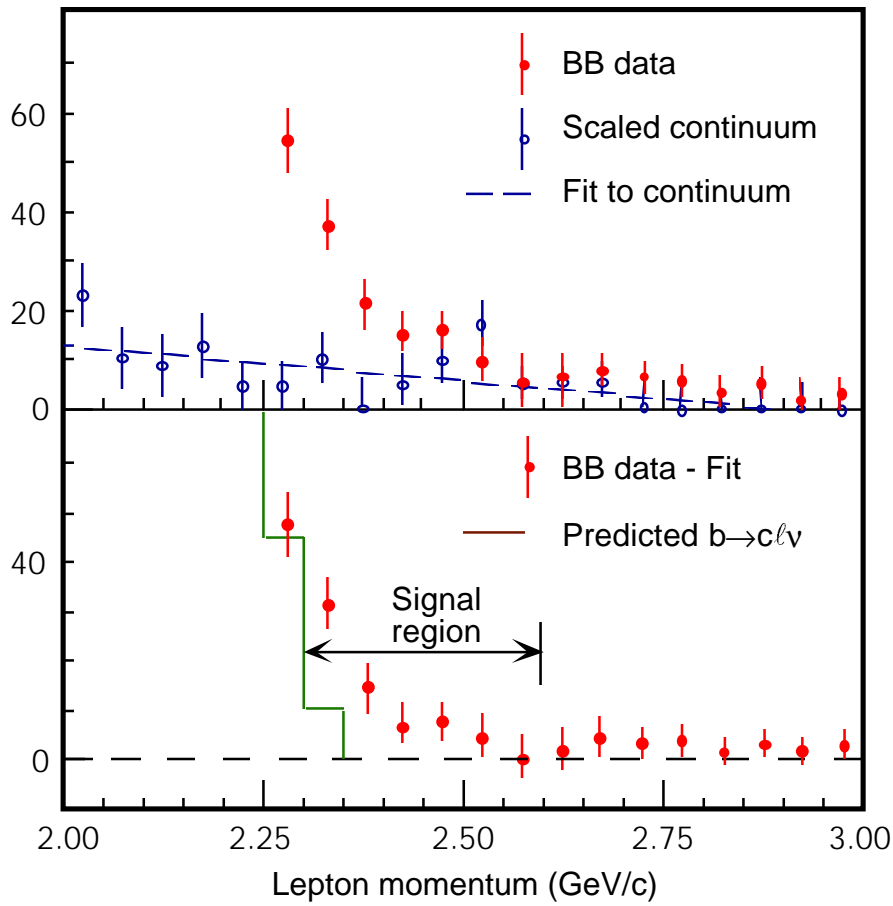 BB data
60
Scaled continuum
Fit to continuum
40
20
0
BB data - Fit
Predicted b→cℓν
40
Signal
region
0
2.00 2.25 2.50 2.75 3.00
Lepton momentum (GeV/c)